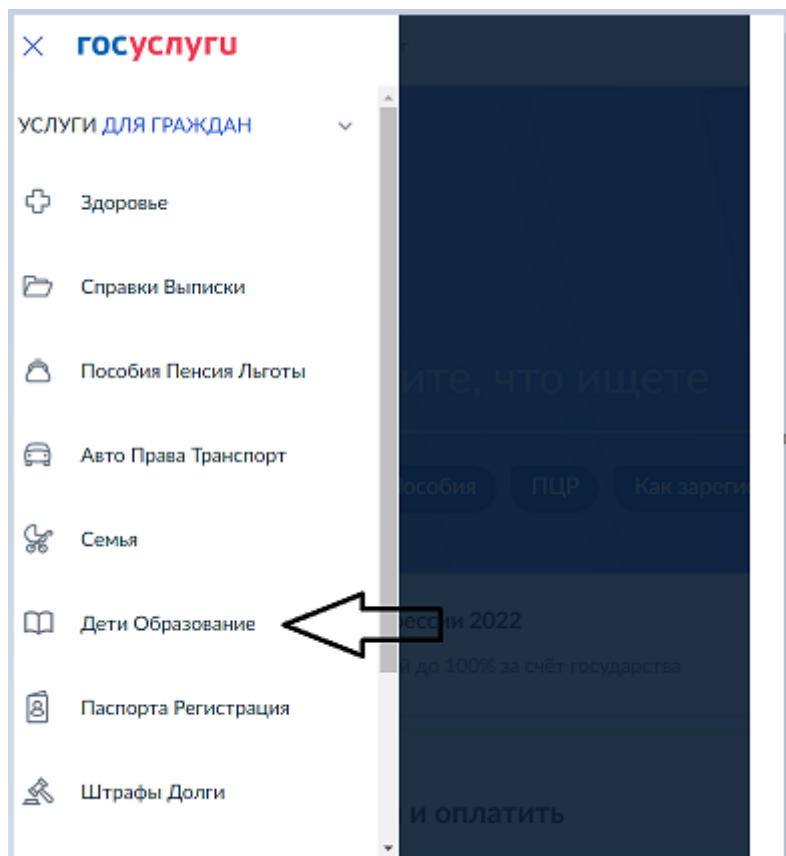 госуслуги
УСЛУГИ ДЛЯ ГРАЖДАН
Здоровье
Справки Выписки
Пособия Пенсия Льготы
ите, что ищете
Авто Права Транспорт
особия ПЦР Как зареги
Семья
Дети Образование
ессии 2022
й до 100% за счёт государства
Паспорта Регистрация
Штрафы Долги
и оплатить